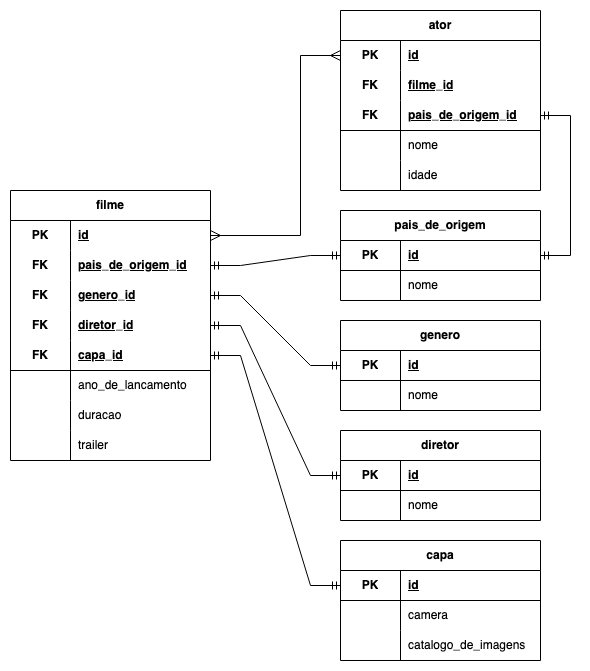 ator
PK id
FK filme_id
FK pais_de_origem_id
nome
idade
filme
PK id
FK pais_de_origem_id
FK genero_id
FK diretor_id
FK capa_id
ano_de_lancamento
duracao
trailer
pais_de_origem
PK id
nome
genero
PK id
nome
diretor
PK id
nome
capa
PK id
camera
catalogo_de_imagens